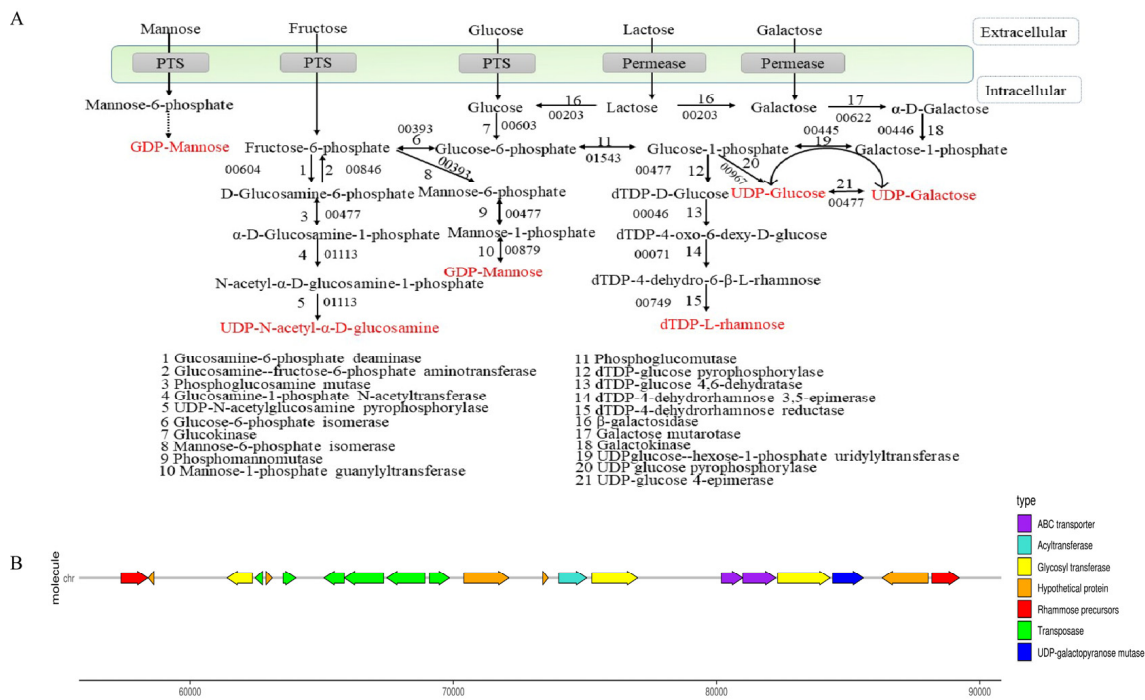 A
Mannose Fructose Glucose Lactose Galactose Extracellular
PTS PTS PTS Permease Permease
Intracellular
Mannose-6-phosphate Glucose 16 Lactose 16 Galactose 17 α-D-Galactose
00203 00203 00622
7 00603 00445 00446 18
00393
GDP-Mannose Fructose-6-phosphate 6 Glucose-6-phosphate 11 Glucose-1-phosphate 19 Galactose-1-phosphate
01543
00604 1 2 00846 8 00393 00477 12 20 00967
D-Glucosamine-6-phosphate Mannose-6-phosphate dTDP-D-Glucose UDP-Glucose 21 UDP-Galactose
00477
3 00477 9 00477 00046 13
α-D-Glucosamine-1-phosphate Mannose-1-phosphate dTDP-4-oxo-6-dexy-D-glucose
4 01113 10 00879 00071 14
GDP-Mannose
N-acetyl-α-D-glucosamine-1-phosphate dTDP-4-dehydro-6-β-L-rhamnose
5 01113 00749 15
UDP-N-acetyl-α-D-glucosamine dTDP-L-rhamnose
1 Gucosamine-6-phosphate deaminase
2 Glucosamine--fructose-6-phosphate aminotransferase
3 Phosphoglucosamine mutase
4 Glucosamine-1-phosphate N-acetyltransferase
5 UDP-N-acetylglucosamine pyrophosphorylase
6 Glucose-6-phosphate isomerase
7 Glucokinase
8 Mannose-6-phosphate isomerase
9 Phosphomannomutase
10 Mannose-1-phosphate guanylyltransferase
11 Phosphoglucomutase
12 dTDP-glucose pyrophosphorylase
13 dTDP-glucose 4,6-dehydratase
14 dTDP-4-dehydrorhamnose 3,5-epimerase
15 dTDP-4-dehydrorhamnose reductase
16 β-galactosidase
17 Galactose mutarotase
18 Galactokinase
19 UDPglucose--hexose-1-phosphate uridylyltransferase
20 UDP glucose pyrophosphorylase
21 UDP-glucose 4-epimerase
B
molecule
chr
60000 70000 80000 90000
type
ABC transporter
Acyltransferase
Glycosyl transferase
Hypothetical protein
Rhammose precursors
Transposase
UDP-galactopyranose mutase